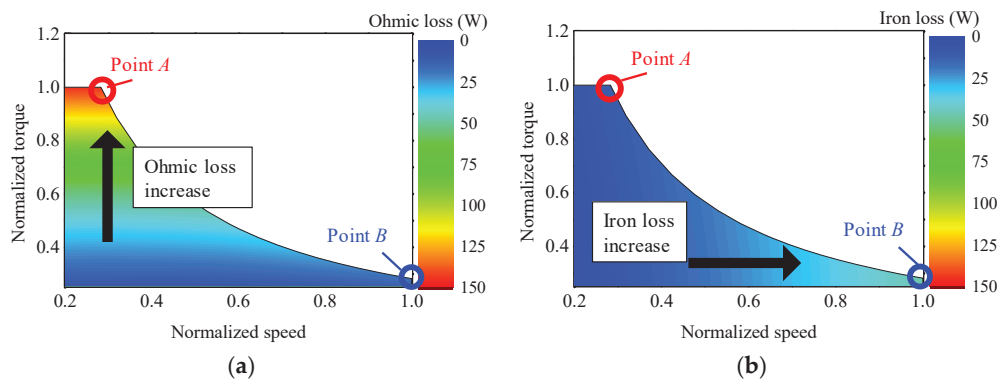 Ohmic loss (W)
1.2
1.0
0.8
0.6
0.4
Normalized torque
Point A
Ohmic loss
increase
Point B
0
25
50
75
100
125
150
0.2
0.4
0.6
0.8
1.0
Normalized speed
(a)
Iron loss (W)
1.2
1.0
0.8
0.6
0.4
Normalized torque
Point A
Iron loss
increase
Point B
0
25
50
75
100
125
150
0.2
0.4
0.6
0.8
1.0
Normalized speed
(b)